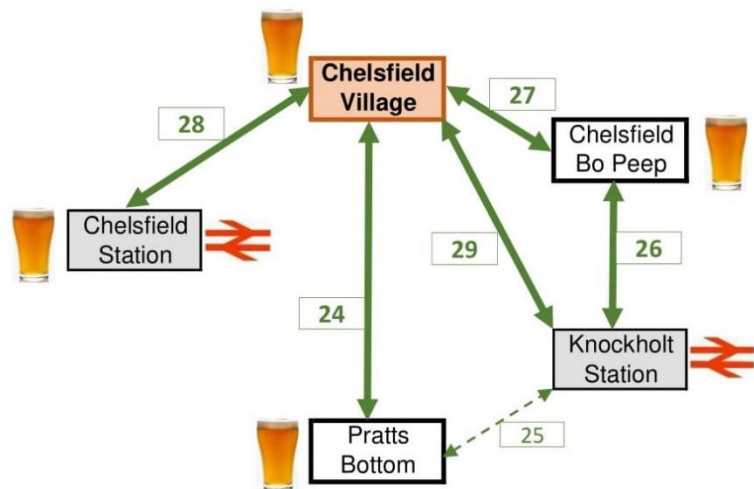 Chelsfield
Village
27
28
Chelsfield
Bo Peep
Chelsfield
Station
29
26
24
Knockholt
Station
Pratts
Bottom
25